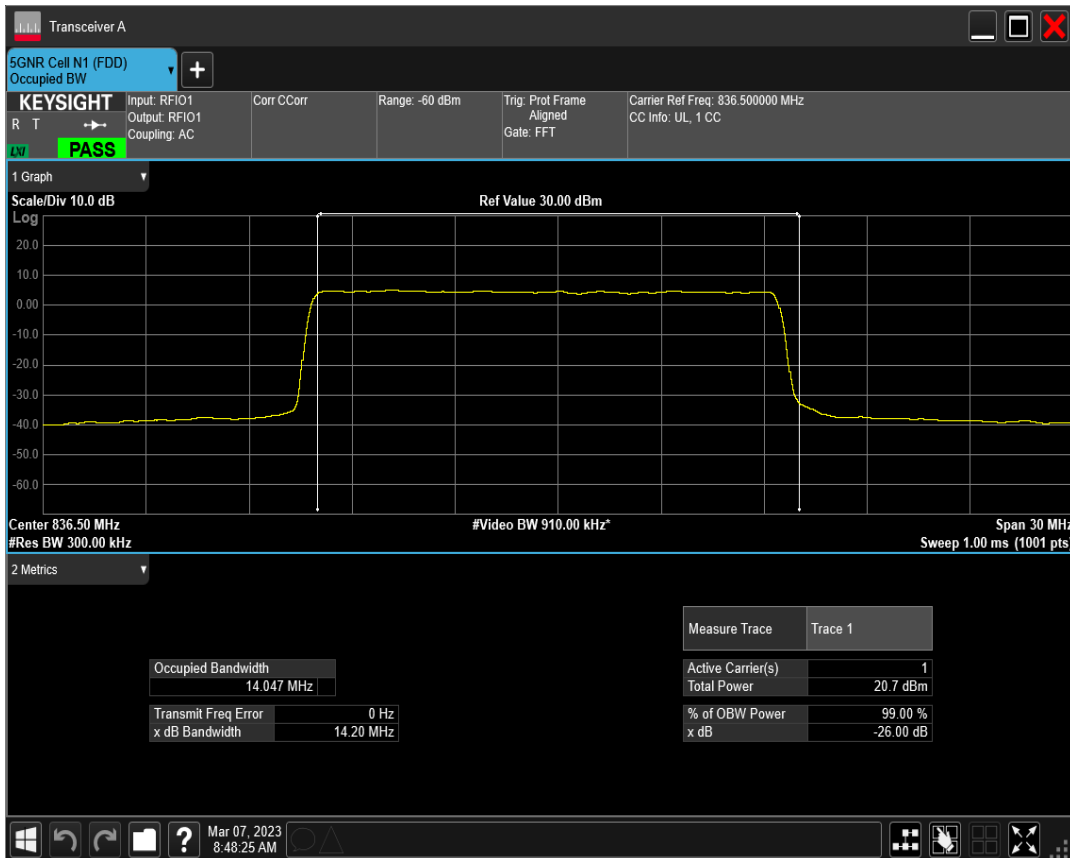 Transceiver A
5GNR Cell N1 (FDD)
Occupied BW
+
KEYSIGHT
R T
LXI
PASS
Input: RFIO1
Output: RFIO1
Coupling: AC
Corr CCorr
Range: -60 dBm
Trig: Prot Frame
Aligned
Gate: FFT
Carrier Ref Freq: 836.500000 MHz
CC Info: UL, 1 CC
1 Graph
Scale/Div 10.0 dB
Ref Value 30.00 dBm
Log
20.0
10.0
0.00
-10.0
-20.0
-30.0
-40.0
-50.0
-60.0
Center 836.50 MHz
#Video BW 910.00 kHz*
Span 30 MHz
#Res BW 300.00 kHz
Sweep 1.00 ms (1001 pts)
2 Metrics
Measure Trace Trace 1
Occupied Bandwidth
14.047 MHz
Active Carrier(s) 1
Total Power 20.7 dBm
Transmit Freq Error 0 Hz
x dB Bandwidth 14.20 MHz
% of OBW Power 99.00 %
x dB -26.00 dB
?
Mar 07, 2023
8:48:25 AM